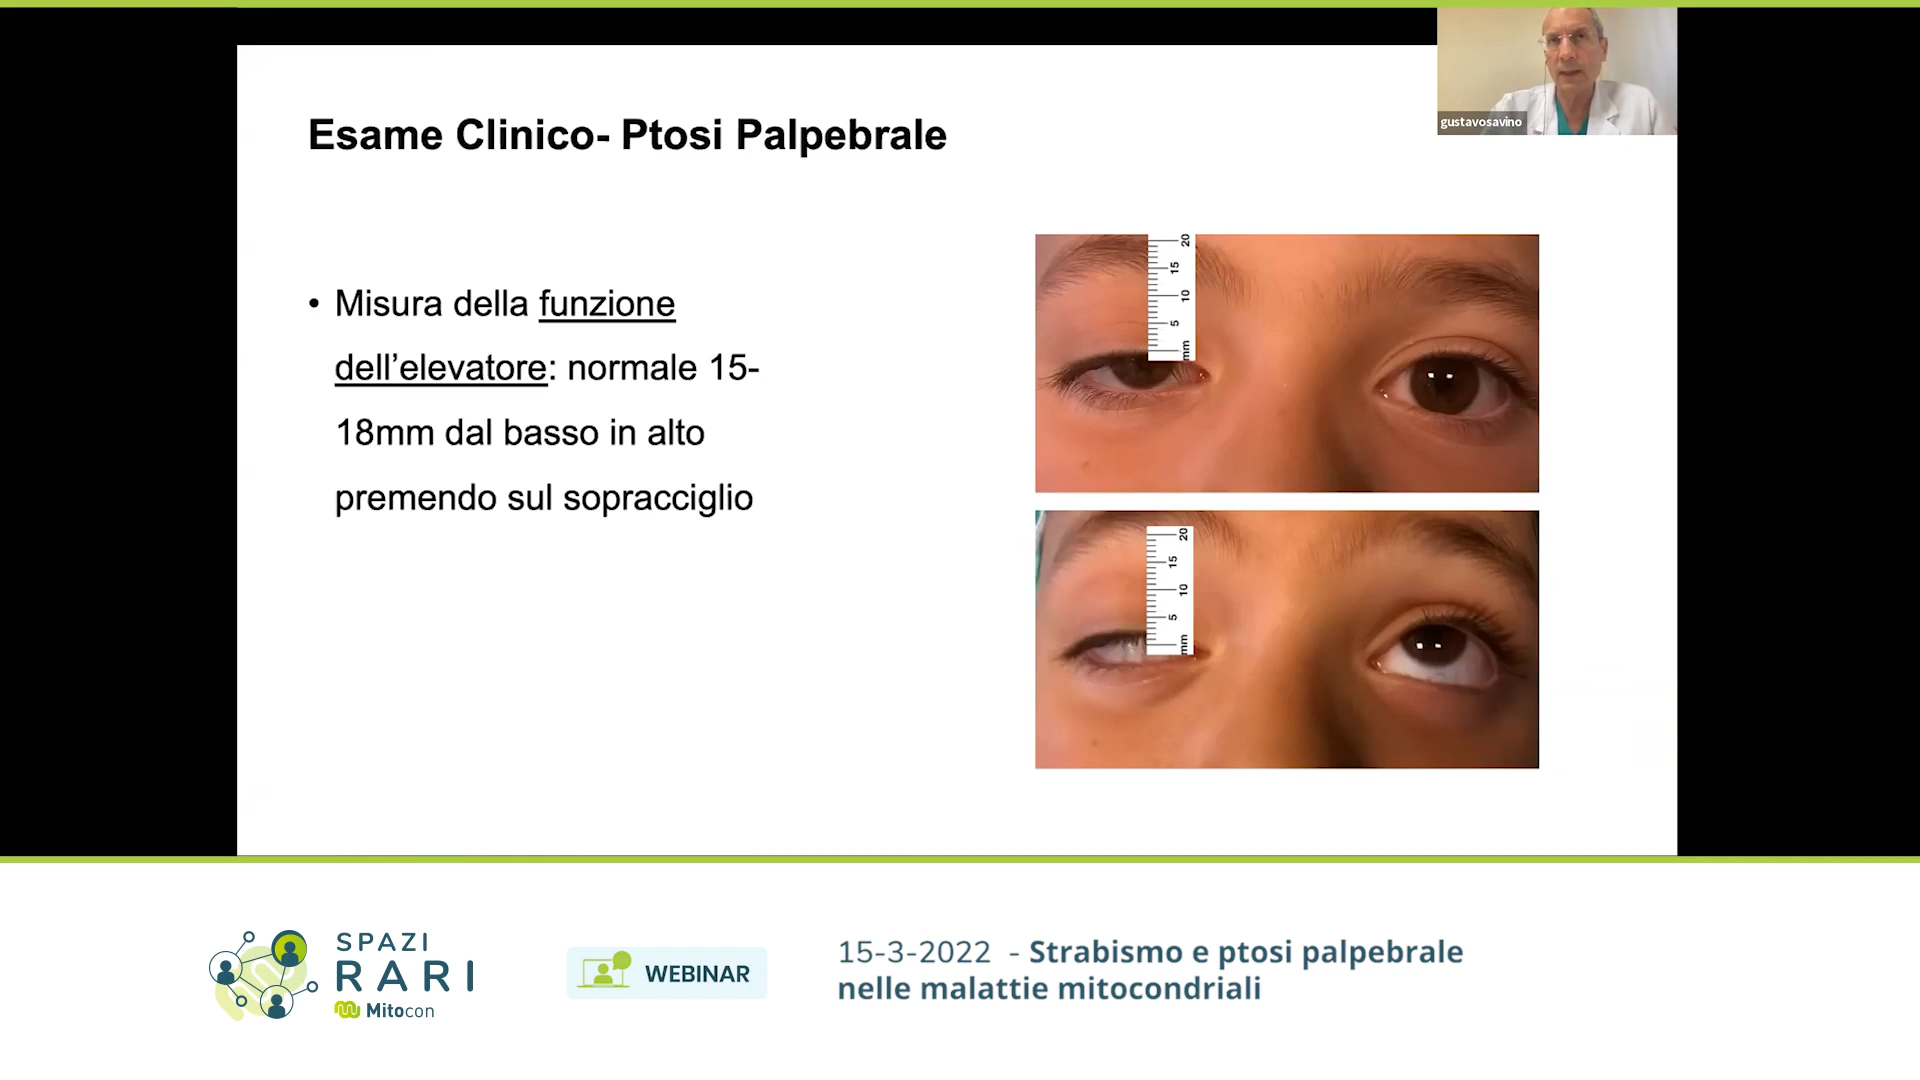 gustavosavino
Esame Clinico- Ptosi Palpebrale
• Misura della funzione
dell’elevatore: normale 15-
18mm dal basso in alto
premendo sul sopracciglio
20
15
10
5
mm
20
15
10
5
mm
SPAZI
RARI
Mitocon
WEBINAR
15-3-2022 - Strabismo e ptosi palpebrale
nelle malattie mitocondriali